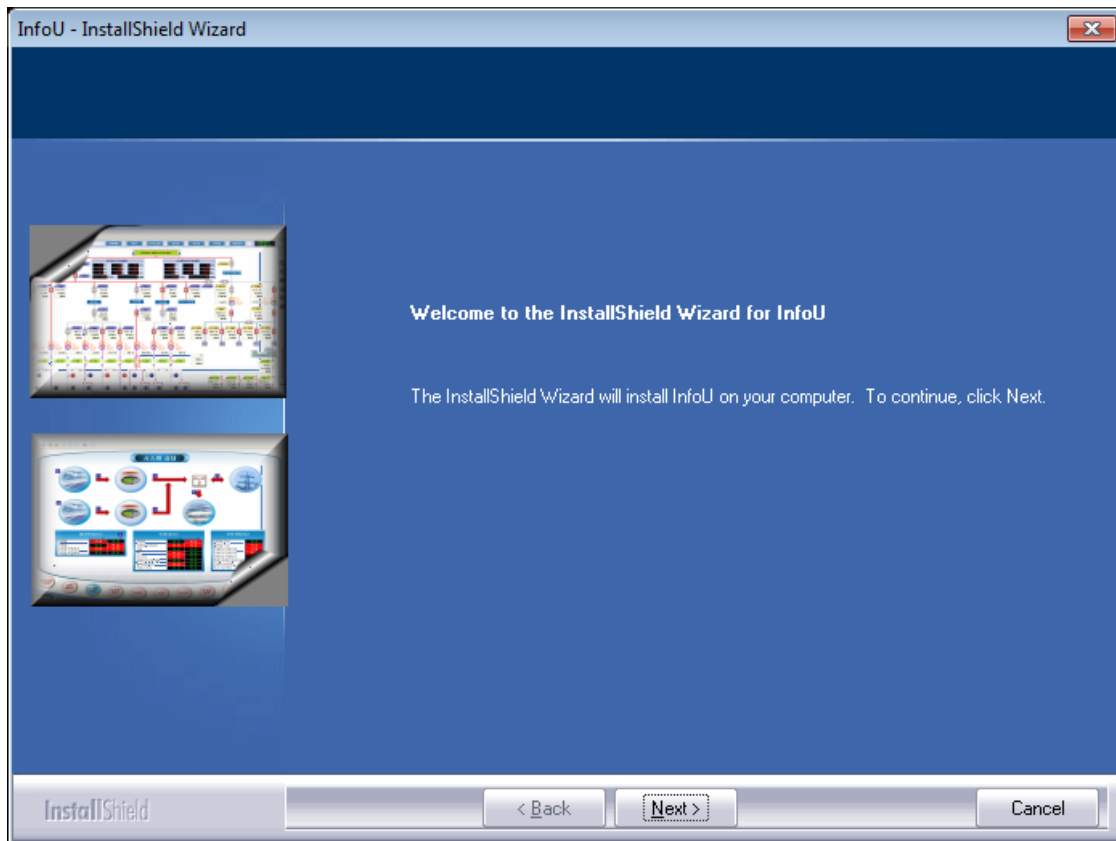 InfoU - InstallShield Wizard
Welcome to the InstallShield Wizard for InfoU
The InstallShield Wizard will install InfoU on your computer.  To continue, click Next.
InstallShield
< Back
Next >
Cancel